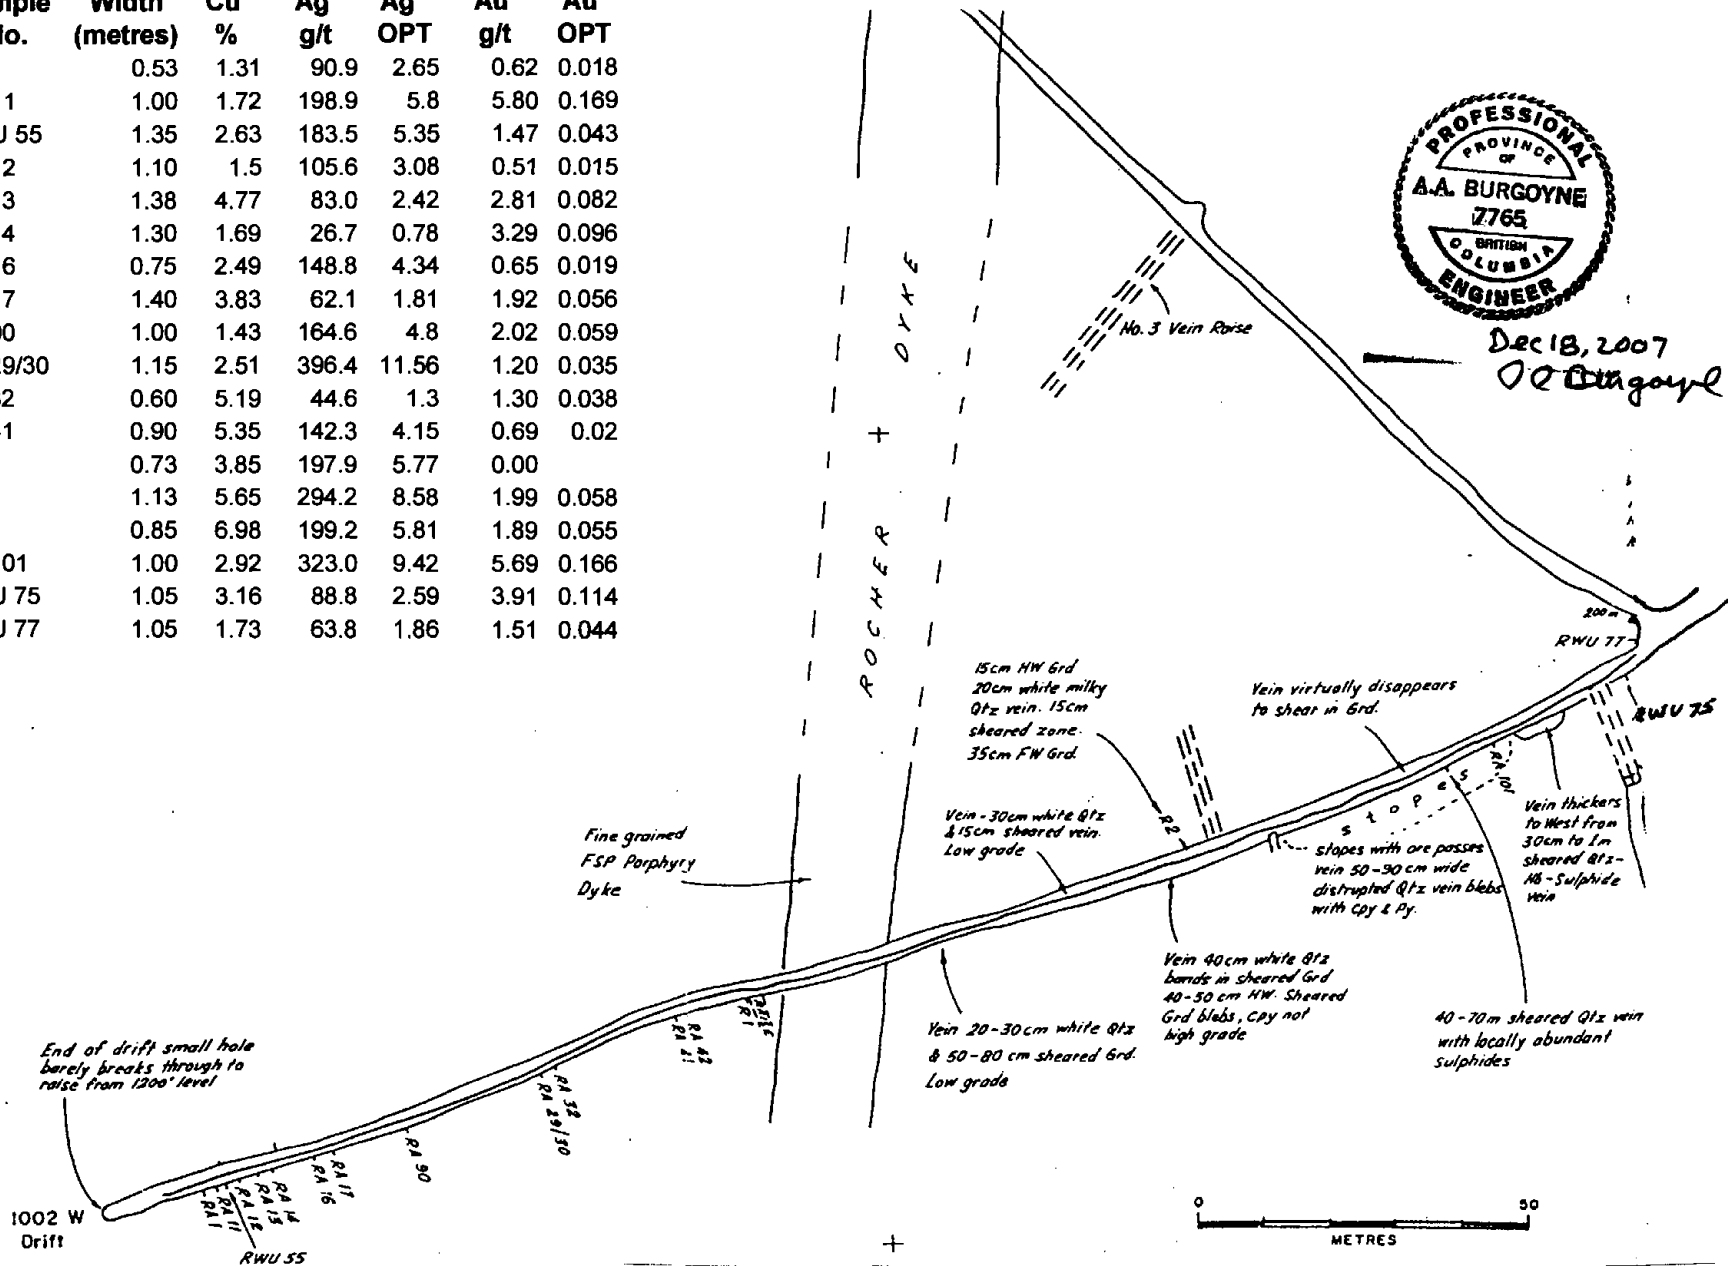 Width Cu Ag Ag Au Au
(metres) % g/t OPT g/t OPT
0.53 1.31 90.9 2.65 0.62 0.018
1 1.00 1.72 198.9 5.8 5.80 0.169
55 1.35 2.63 183.5 5.35 1.47 0.043
2 1.10 1.5 105.6 3.08 0.51 0.015
3 1.38 4.77 83.0 2.42 2.81 0.082
4 1.30 1.69 26.7 0.78 3.29 0.096
6 0.75 2.49 148.8 4.34 0.65 0.019
7 1.40 3.83 62.1 1.81 1.92 0.056
1.00 1.43 164.6 4.8 2.02 0.059
9/30 1.15 2.51 396.4 11.56 1.20 0.035
2 0.60 5.19 44.6 1.3 1.30 0.038
1 0.90 5.35 142.3 4.15 0.69 0.02
0.73 3.85 197.9 5.77 0.00
1.13 5.65 294.2 8.58 1.99 0.058
0.85 6.98 199.2 5.81 1.89 0.055
01 1.00 2.92 323.0 9.42 5.69 0.166
75 1.05 3.16 88.8 2.59 3.91 0.114
77 1.05 1.73 63.8 1.86 1.51 0.044
PROFESSIONAL
PROVINCE
OF
A.A. BURGOYNE
7765
BRITISH
COLUMBIA
ENGINEER
Dec 18, 2007
No. 3 Vein Raise
ROCHER DYKE
200 m
RWU 77
RWU 75
15cm HW Grd
20cm white milky
Qtz vein. 15cm
sheared zone.
35cm FW Grd.
Vein virtually disappears
to shear in Grd.
Vein - 30cm white Qtz
& 15cm sheared vein.
Low grade
R2
stopes
RA 101
Vein thickers
to West from
30cm to 1m
sheared Qtz-
Hb-Sulphide
vein
stopes with ore passes
vein 50-90 cm wide
distrupted Qtz vein blebs
with Cpy & Py.
Fine grained
FSP Porphyry
Dyke
Vein 40cm white Qtz
bands in sheared Grd
40-50 cm HW. Sheared
Grd blebs, cpy not
high grade
Vein 20-30cm white Qtz
& 50-80 cm sheared Grd.
Low grade
40-70m sheared Qtz vein
with locally abundant
Sulphides
End of drift small hole
barely breaks through to
raise from 1200' level
R1
RA 42
RA 41
RA 32
RA 29/30
RA 90
RA 17
RA 16
RA 14
RA 13
RA 12
RA 11
RA 1
RWU 55
1002 W
Drift
0 50
METRES